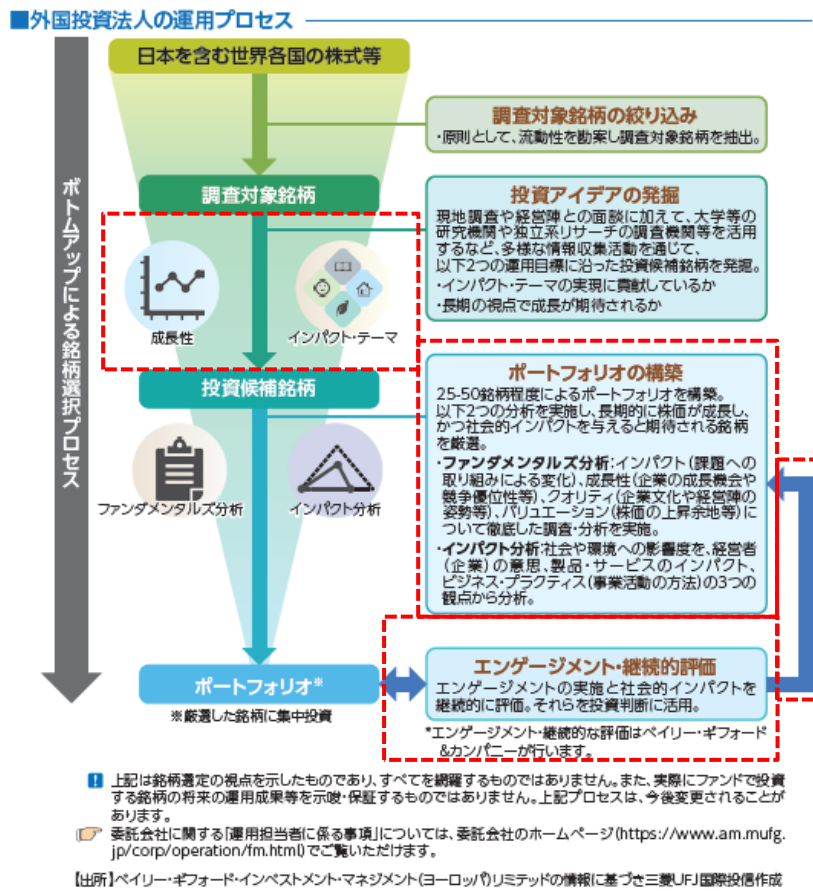 ■外国投資法人の運用プロセス
日本を含む世界各国の株式等
調査対象銘柄の絞り込み
・原則として、流動性を勘案し調査対象銘柄を抽出。
ボトムアップによる銘柄選択プロセス
調査対象銘柄
投資アイデアの発掘
現地調査や経営陣との面談に加えて、大学等の
研究機関や独立系リサーチの調査機関等を活用
するなど、多様な情報収集活動を通じて、
以下2つの運用目標に沿った投資候補銘柄を発掘。
・インパクト・テーマの実現に貢献しているか
・長期の視点で成長が期待されるか
成長性
インパクト・テーマ
投資候補銘柄
ポートフォリオの構築
25-50銘柄程度によるポートフォリオを構築。
以下2つの分析を実施し、長期的に株価が成長し、
かつ社会的インパクトを与えると期待される銘柄
を厳選。
・ファンダメンタルズ分析:インパクト(課題への
取り組みによる変化)、成長性(企業の成長機会や
競争優位性等)、クオリティ(企業文化や経営陣の
姿勢等)、バリュエーション(株価の上昇余地等)に
ついて徹底した調査・分析を実施。
・インパクト分析:社会や環境への影響度を、経営者
(企業)の意思、製品・サービスのインパクト、
ビジネス・プラクティス(事業活動の方法)の3つの
観点から分析。
ファンダメンタルズ分析
インパクト分析
ポートフォリオ※
※厳選した銘柄に集中投資
エンゲージメント・継続的評価
エンゲージメントの実施と社会的インパクトを
継続的に評価。それらを投資判断に活用。
*エンゲージメント・継続的な評価はベイリー・ギフォード
&カンパニーが行います。
! 上記は銘柄選定の視点を示したものであり、すべてを網羅するものではありません。また、実際にファンドで投資
する銘柄の将来の運用成果等を示唆・保証するものではありません。上記プロセスは、今後変更されることが
あります。
委託会社に関する「運用担当者に係る事項」については、委託会社のホームページ(https://www.am.mufg.
jp/corp/operation/fm.html)でご覧いただけます。
【出所】ベイリー・ギフォード・インベストメント・マネジメント(ヨーロッパ)リミテッドの情報に基づき三菱UFJ国際投信作成